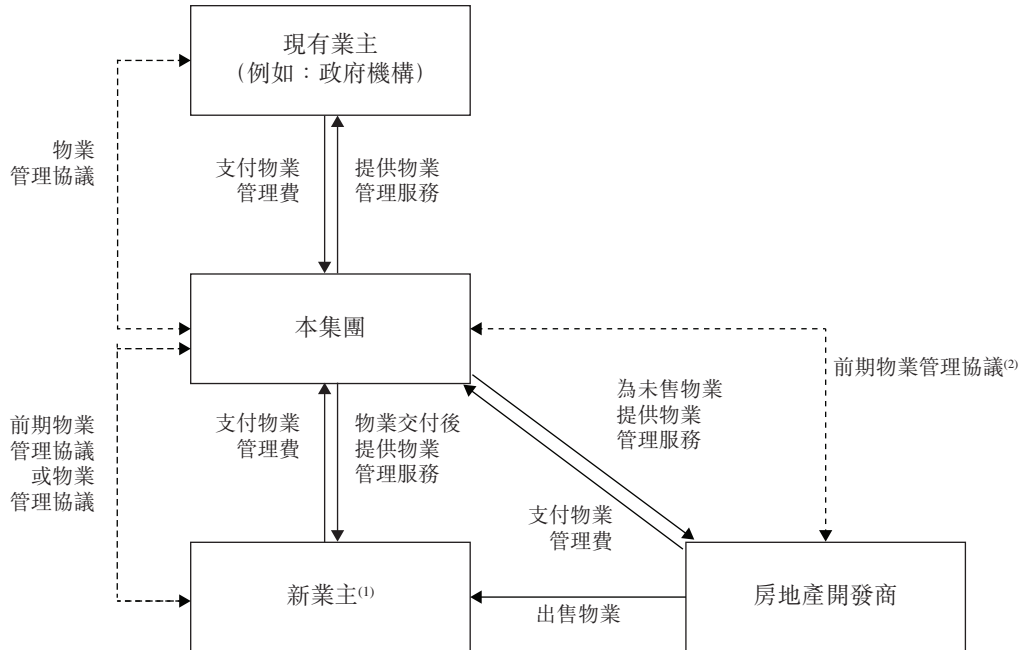 現有業主
(例如：政府機構)
物業
管理協議
支付物業
管理費
提供物業
管理服務
本集團
前期物業管理協議(2)
前期物業
管理協議
或物業
管理協議
支付物業
管理費
物業交付後
提供物業
管理服務
為未售物業
提供物業
管理服務
支付物業
管理費
新業主(1)
出售物業
房地產開發商